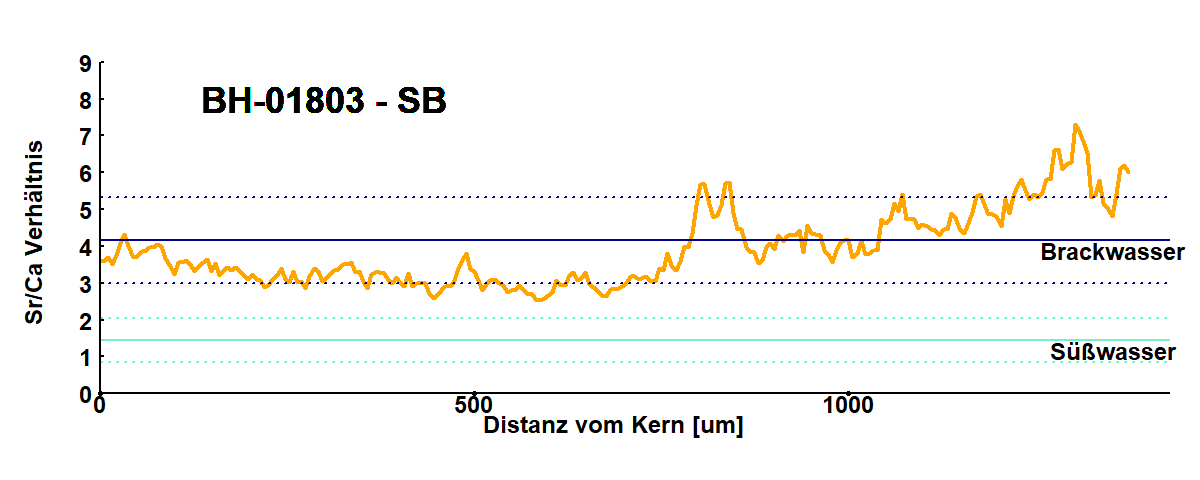 BH-01803 - SB
Sr/Ca Verhältnis
9
8
7
6
5
4
3
2
1
0
Brackwasser
Süßwasser
0 500 1000
Distanz vom Kern [um]